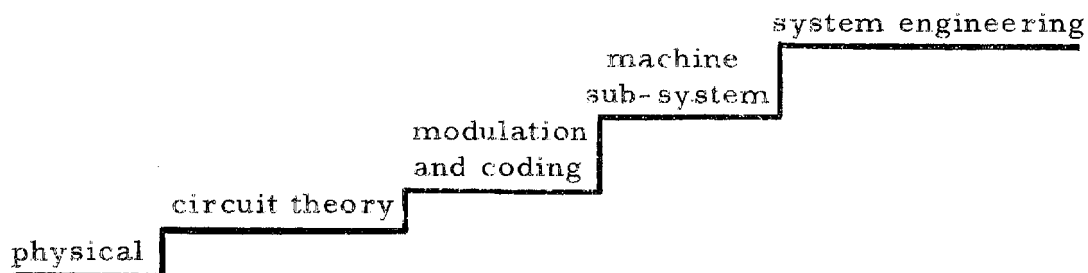 system engineering
machine
sub-system
modulation
and coding
circuit theory
physical